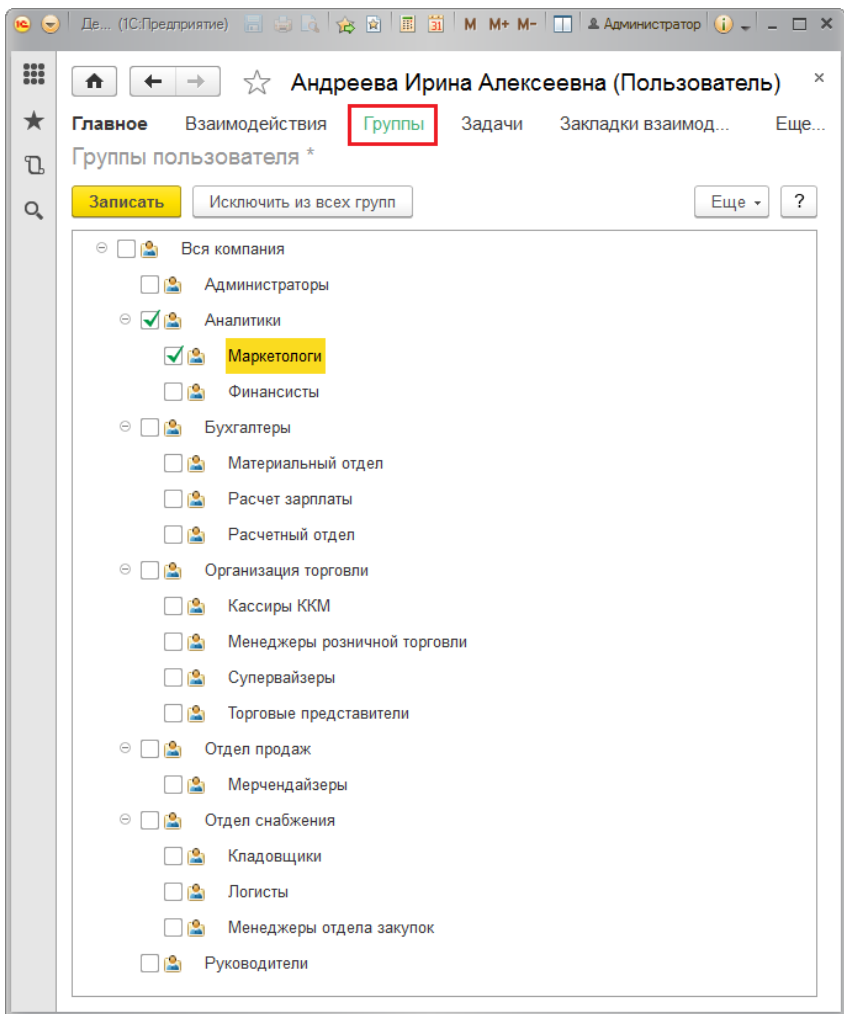 Де... (1С:Предприятие) 31 M M+ M- Администратор
Андреева Ирина Алексеевна (Пользователь)
Главное Взаимодействия Группы Задачи Закладки взаимод... Еще...
Группы пользователя *
Записать Исключить из всех групп Еще ?
Вся компания
Администраторы
Аналитики
Маркетологи
Финансисты
Бухгалтеры
Материальный отдел
Расчет зарплаты
Расчетный отдел
Организация торговли
Кассиры ККМ
Менеджеры розничной торговли
Супервайзеры
Торговые представители
Отдел продаж
Мерчендайзеры
Отдел снабжения
Кладовщики
Логисты
Менеджеры отдела закупок
Руководители